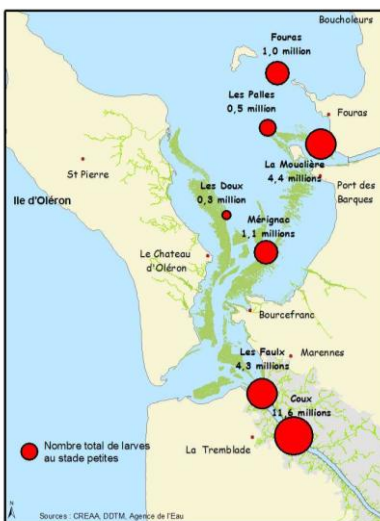 Boucholeurs
Fouras
1,0 million
Les Palles
0,5 million
Fouras
La Mouclière
4,4 millions
St Pierre
Port des
Barques
Les Doux
0,3 million
Ile d'Oléron
Mérignac
1,1 millions
Le Chateau
d'Oléron
Bourcefranc
Les Faulx
4,3 millions
Marennes
Coux
11,6 millions
La Tremblade
Nombre total de larves
au stade petites
N
Sources : CREAA, DDTM, Agence de l'Eau